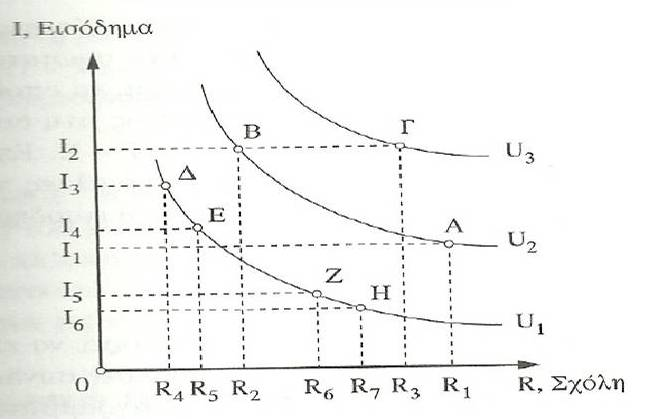 I, Εισόδημα
Γ
B
I₂
U₃
Δ
I₃
E
A
I₄
I₁
U₂
Z
H
I₅
I₆
U₁
0
R₄ R₅ R₂ R₆ R₇ R₃ R₁ R, Σχόλη